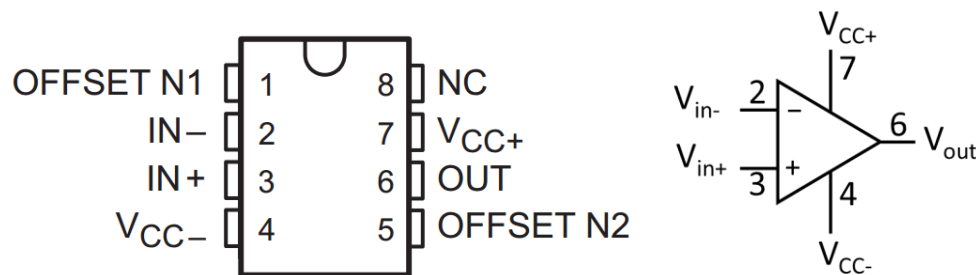 OFFSET N1 1 8 NC
IN− 2 7 VCC+
IN+ 3 6 OUT
VCC− 4 5 OFFSET N2
VCC+
7
Vin- 2 −
6 Vout
Vin+ 3 +
4
VCC-